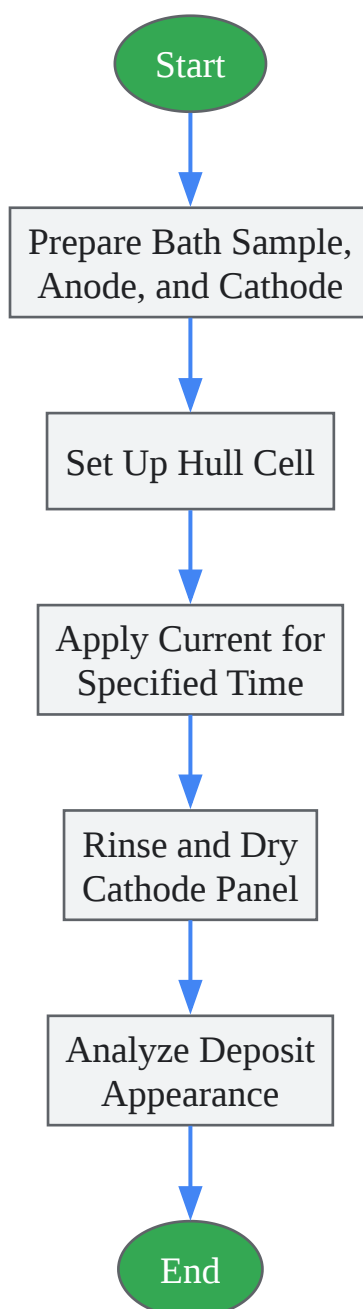 Start
Prepare Bath Sample,
Anode, and Cathode
Set Up Hull Cell
Apply Current for
Specified Time
Rinse and Dry
Cathode Panel
Analyze Deposit
Appearance
End